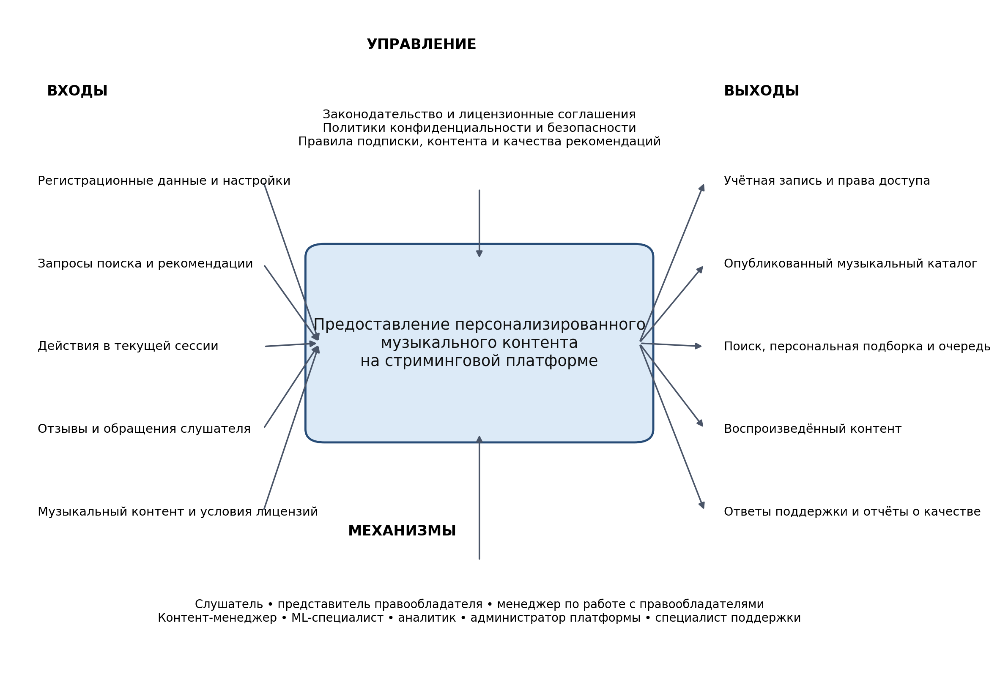 УПРАВЛЕНИЕ
ВХОДЫ
ВЫХОДЫ
Законодательство и лицензионные соглашения
Политики конфиденциальности и безопасности
Правила подписки, контента и качества рекомендаций
Регистрационные данные и настройки
Учётная запись и права доступа
Запросы поиска и рекомендации
Опубликованный музыкальный каталог
Предоставление персонализированного
музыкального контента
на стриминговой платформе
Действия в текущей сессии
Поиск, персональная подборка и очередь
Отзывы и обращения слушателя
Воспроизведённый контент
Музыкальный контент и условия лицензий
Ответы поддержки и отчёты о качестве
МЕХАНИЗМЫ
Слушатель • представитель правообладателя • менеджер по работе с правообладателями
Контент-менеджер • ML-специалист • аналитик • администратор платформы • специалист поддержки